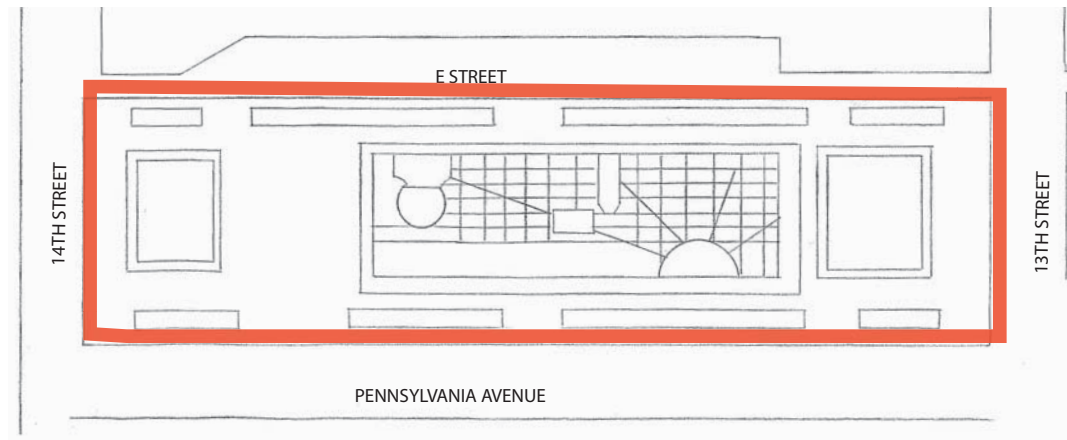 E STREET
14TH STREET
13TH STREET
PENNSYLVANIA AVENUE